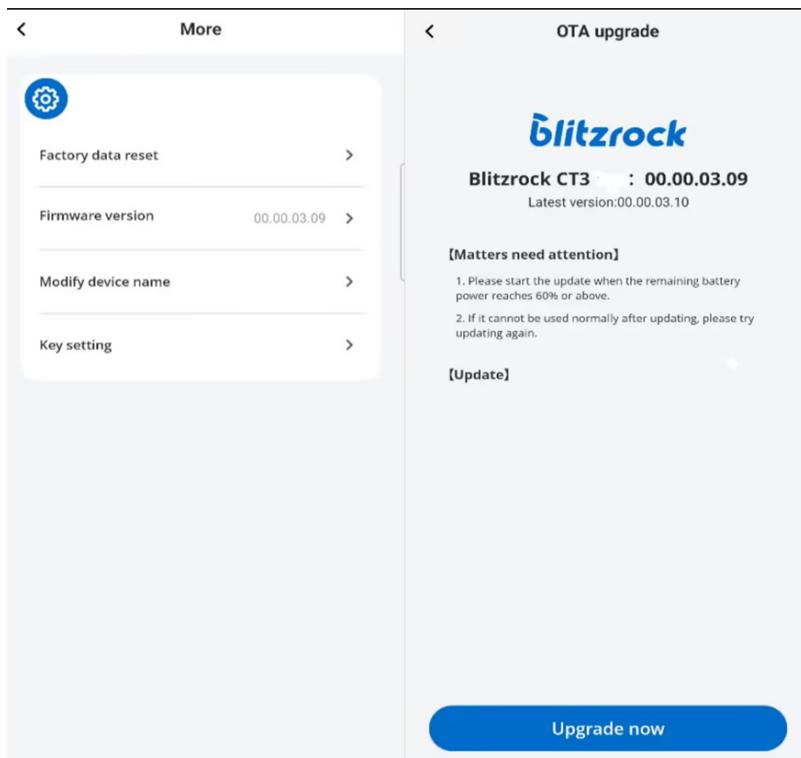 More
Factory data reset
Firmware version 00.00.03.09
Modify device name
Key setting
OTA upgrade
blitzrock
Blitzrock CT3 : 00.00.03.09
Latest version:00.00.03.10
【Matters need attention】
1. Please start the update when the remaining battery
power reaches 60% or above.
2. If it cannot be used normally after updating, please try
updating again.
【Update】
Upgrade now